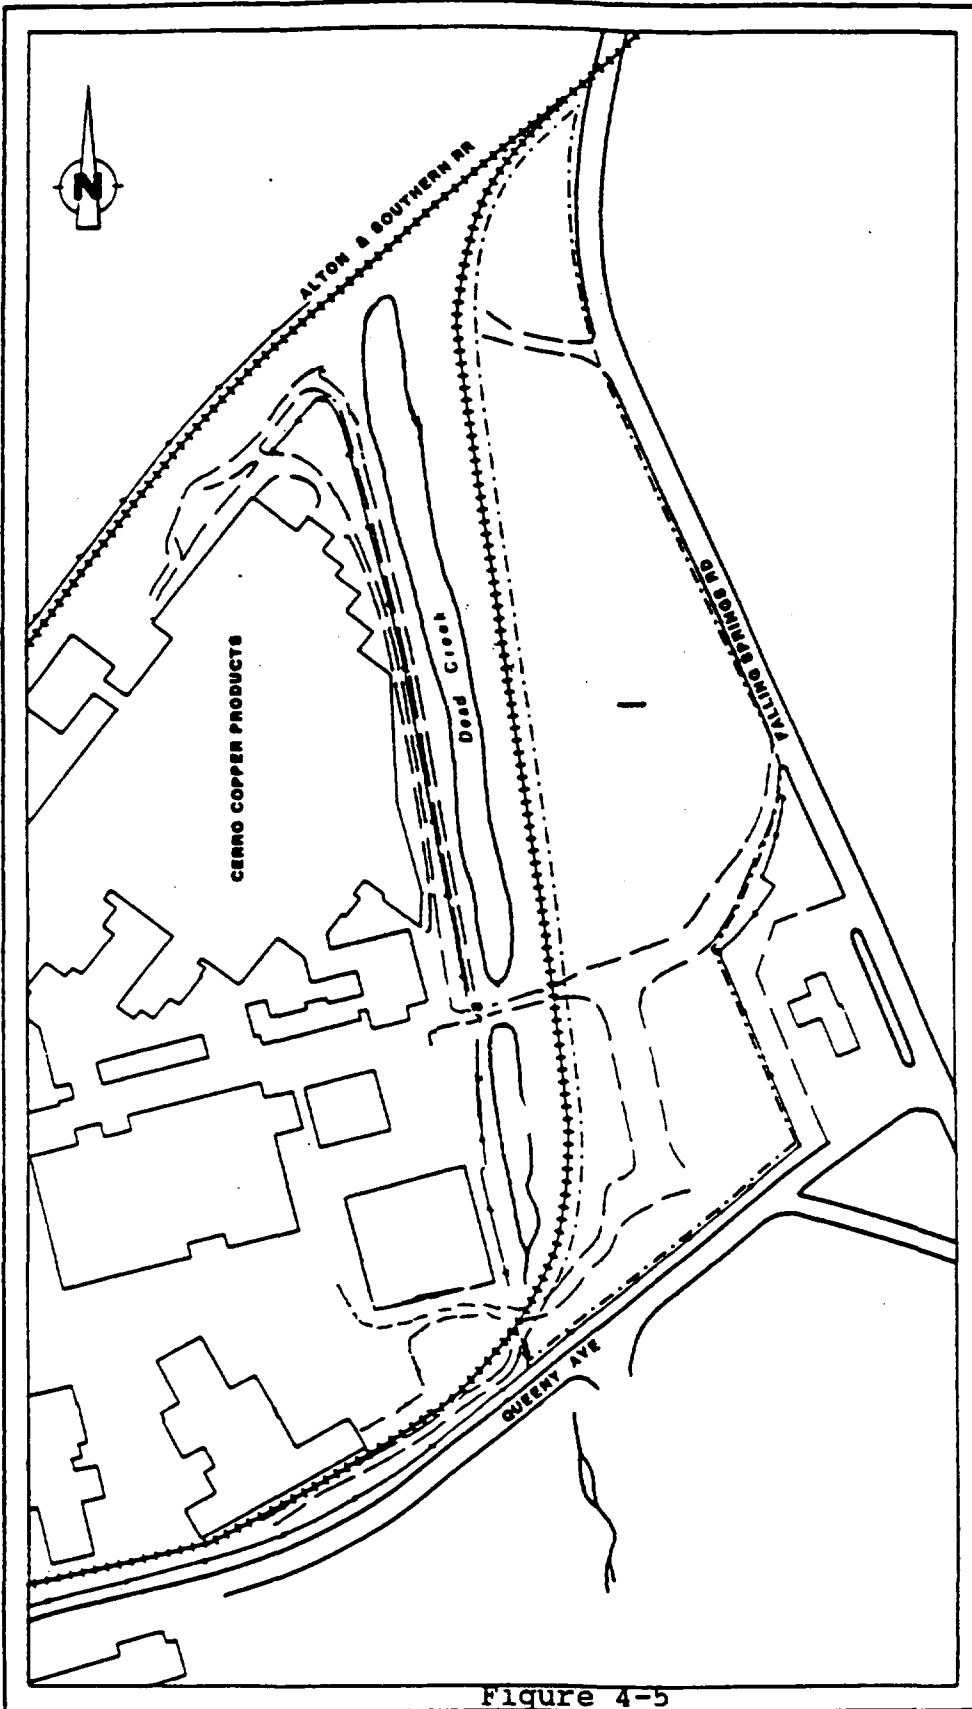 N
ALTON & SOUTHERN RR
Dead Creek
FALLING SPRINGS RD
I
CERRO COPPER PRODUCTS
QUEENY AVE
Figure 4-5